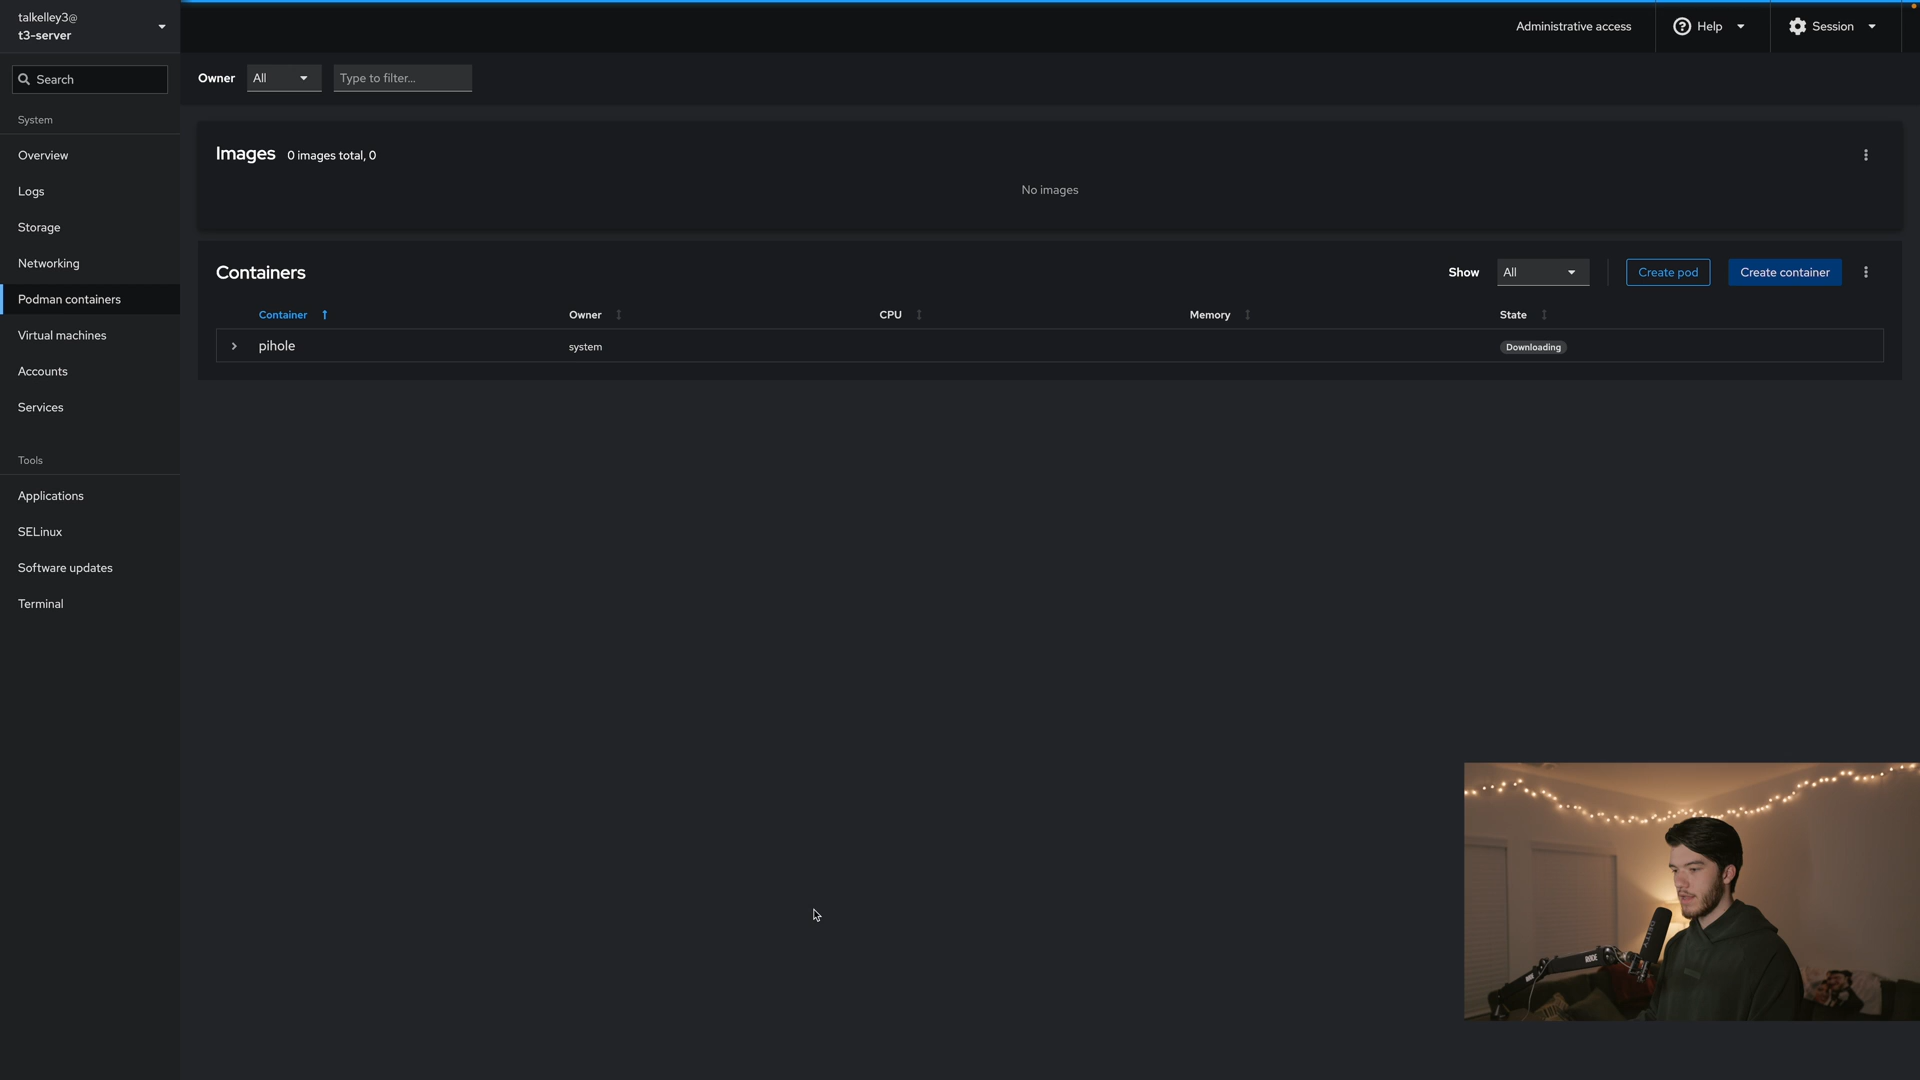 talkelley3@
t3-server
Administrative access
Help
Session
Search
Owner
All
Type to filter...
System
Overview
Logs
Storage
Networking
Podman containers
Virtual machines
Accounts
Services
Tools
Applications
SELinux
Software updates
Terminal
Images 0 images total, 0
No images
Containers
Show
All
Create pod
Create container
Container Owner CPU Memory State
pihole system Downloading
RØDE